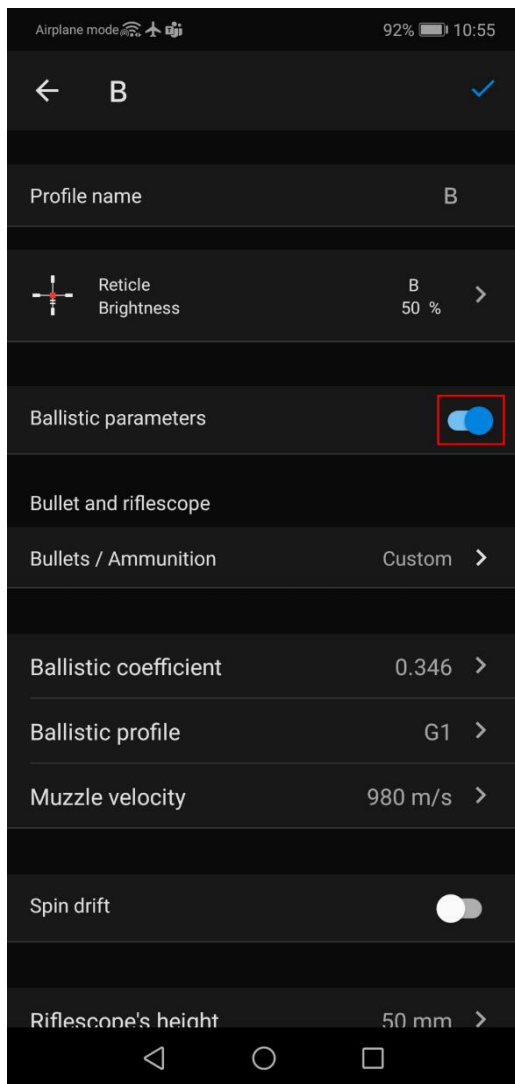 Airplane mode 92% 10:55
B
Profile name B
Reticle B
Brightness 50 %
Ballistic parameters
Bullet and riflescope
Bullets / Ammunition Custom
Ballistic coefficient 0.346
Ballistic profile G1
Muzzle velocity 980 m/s
Spin drift
Riflescope's height 50 mm